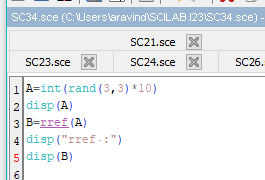 SC34.sce (C:\Users\aravind\SCILAB.I23\SC34.sce) -
SC21.sce
SC23.sce SC24.sce SC26.
1 A=int(rand(3,3)*10)
2 disp(A)
3 B=rref(A)
4 disp("rref·:")
5 disp(B)
6